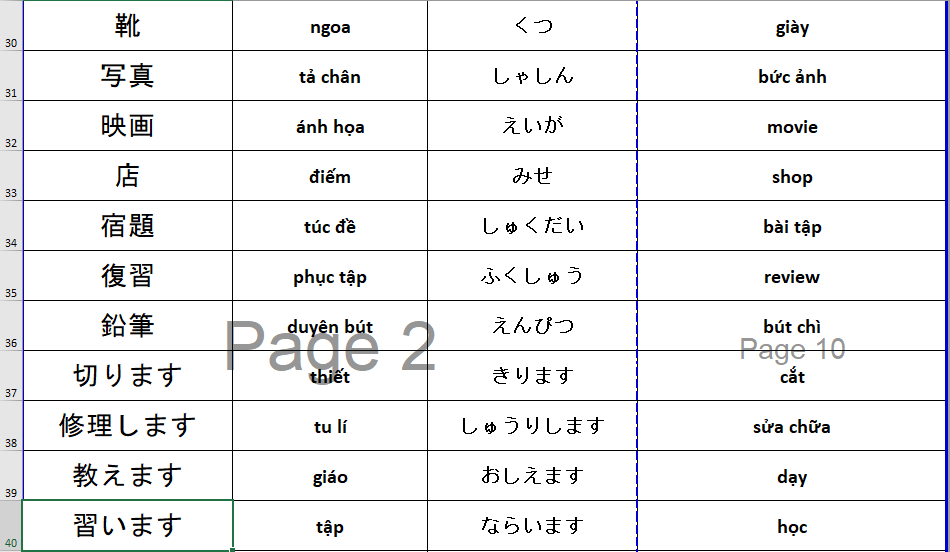 30 靴 ngoa くつ giày
31 写真 tả chân しゃしん bức ảnh
32 映画 ánh họa えいが movie
33 店 điếm みせ shop
34 宿題 túc đề しゅくだい bài tập
35 復習 phục tập ふくしゅう review
36 鉛筆 duyên bút えんぴつ bút chì
Page 2 Page 10
37 切ります thiết きります cắt
38 修理します tu lí しゅうりします sửa chữa
39 教えます giáo おしえます dạy
40 習います tập ならいます học